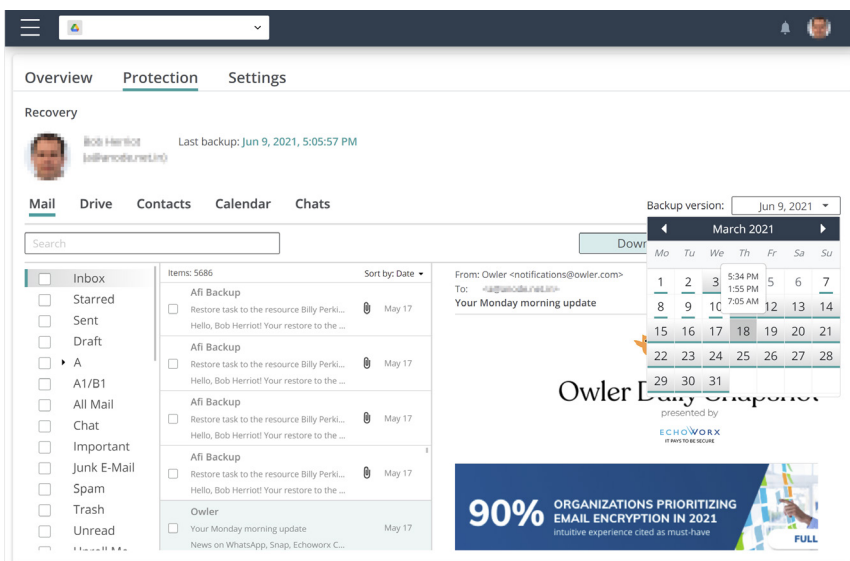 Overview Protection Settings
Recovery
Bob Herriot
Last backup: Jun 9, 2021, 5:05:57 PM
Mail Drive Contacts Calendar Chats
Backup version: Jun 9, 2021
Search
Down
March 2021
Mo Tu We Th Fr Sa Su
1 2 3 5 6 7
5:34 PM
1:55 PM
7:05 AM
8 9 10 12 13 14
15 16 17 18 19 20 21
22 23 24 25 26 27 28
29 30 31
Inbox
Starred
Sent
Draft
A
A1/B1
All Mail
Chat
Important
Junk E-Mail
Spam
Trash
Unread
Items: 5686 Sort by: Date
Afi Backup
Restore task to the resource Billy Perki... May 17
Hello, Bob Herriot! Your restore to the ...
Afi Backup
Restore task to the resource Billy Perki... May 17
Hello, Bob Herriot! Your restore to the ...
Afi Backup
Restore task to the resource Billy Perki... May 17
Hello, Bob Herriot! Your restore to the ...
Afi Backup
Restore task to the resource Billy Perki... May 17
Hello, Bob Herriot! Your restore to the ...
Owler
Your Monday morning update May 17
News on WhatsApp, Snap, Echoworx C...
From: Owler <notifications@owler.com>
To:
Your Monday morning update
Owler Daily Snapshot
presented by
ECHOWORX
IT PAYS TO BE SECURE
90% ORGANIZATIONS PRIORITIZING
EMAIL ENCRYPTION IN 2021
intuitive experience cited as must-have
FULL